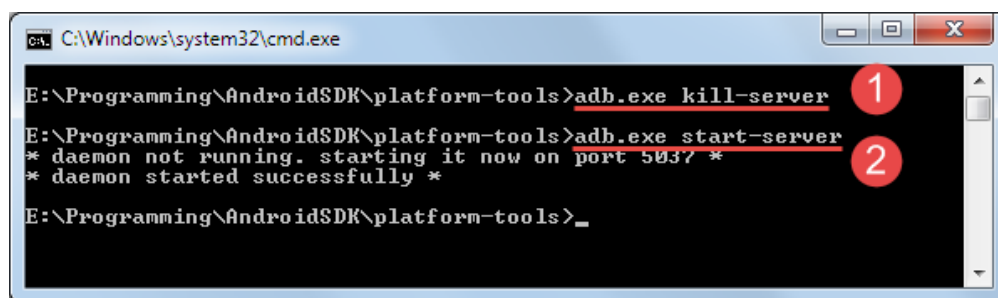 C:\Windows\system32\cmd.exe
E:\Programming\AndroidSDK\platform-tools>adb.exe kill-server
1
E:\Programming\AndroidSDK\platform-tools>adb.exe start-server
* daemon not running. starting it now on port 5037 *
2
* daemon started successfully *
E:\Programming\AndroidSDK\platform-tools>_